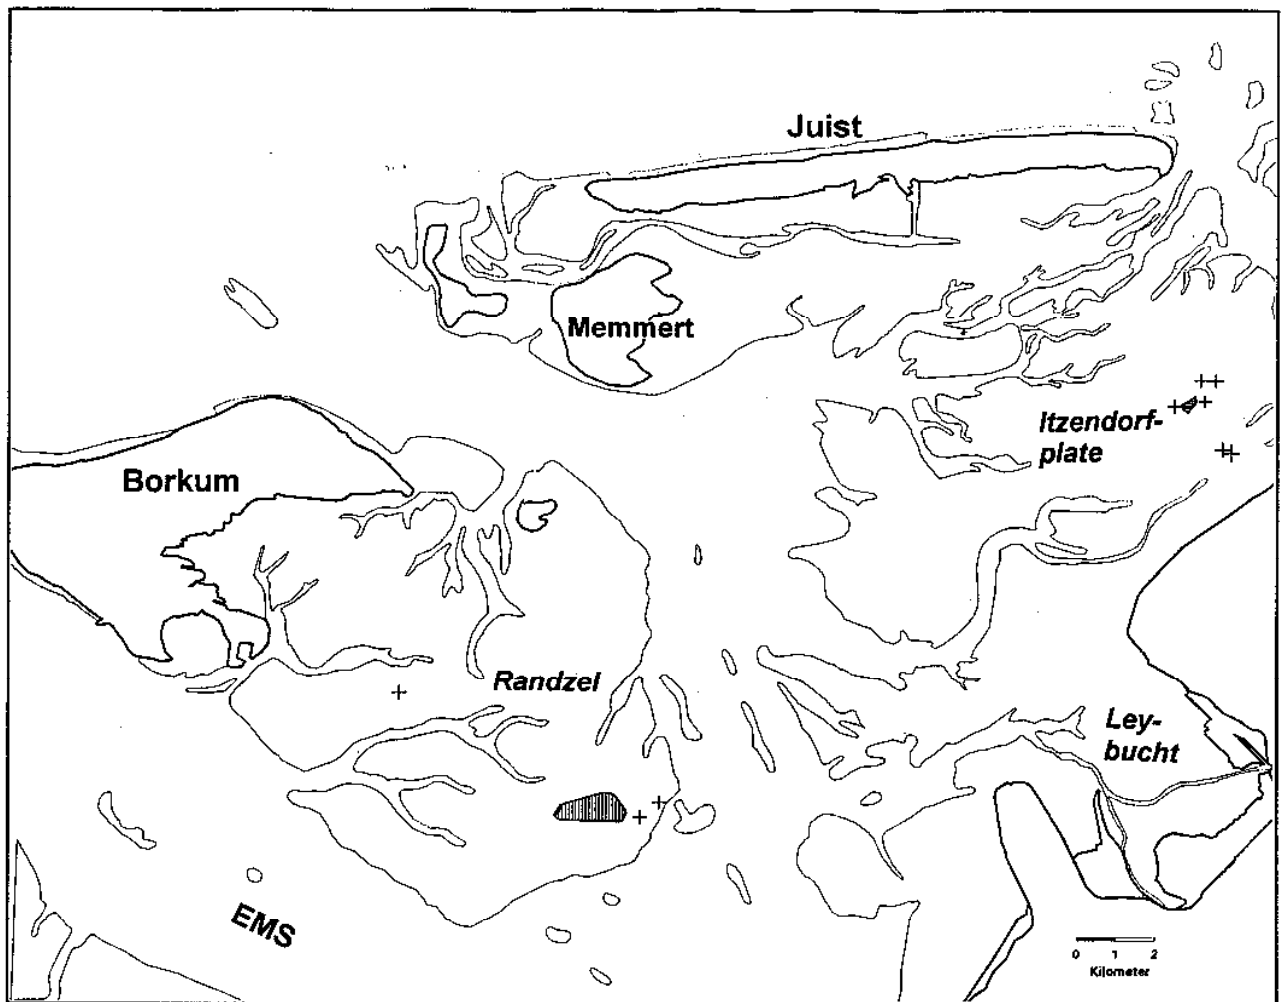 Juist
Memmert
Itzendorf-
plate
Borkum
Randzel
Ley-
bucht
EMS
0 1 2
Kilometer